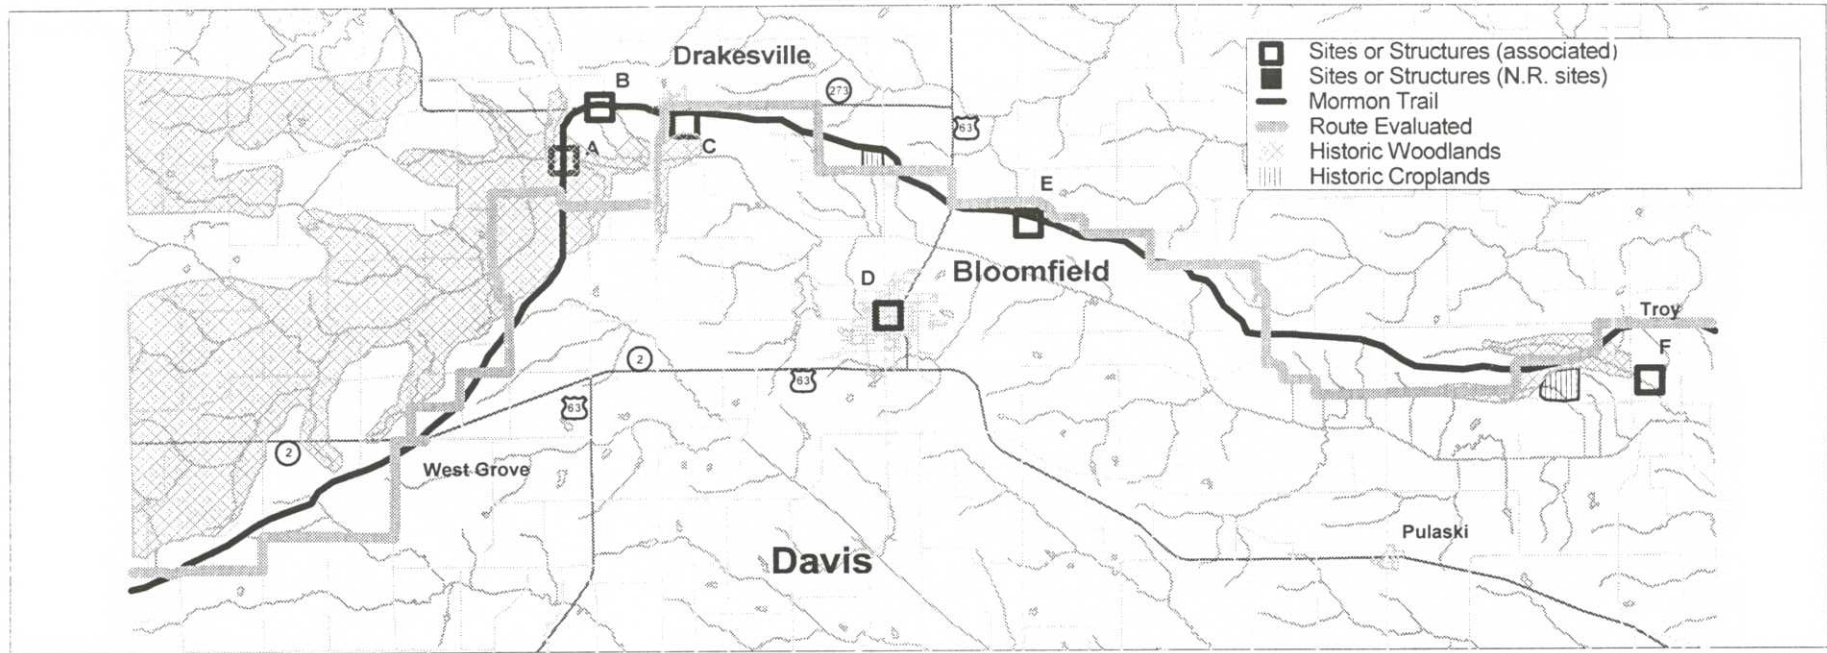 Drakesville
B
273
63
A
C
E
D
Bloomfield
Troy
F
2
63
63
2
West Grove
Davis
Pulaski
Sites or Structures (associated)
Sites or Structures (N.R. sites)
Mormon Trail
Route Evaluated
Historic Woodlands
Historic Croplands